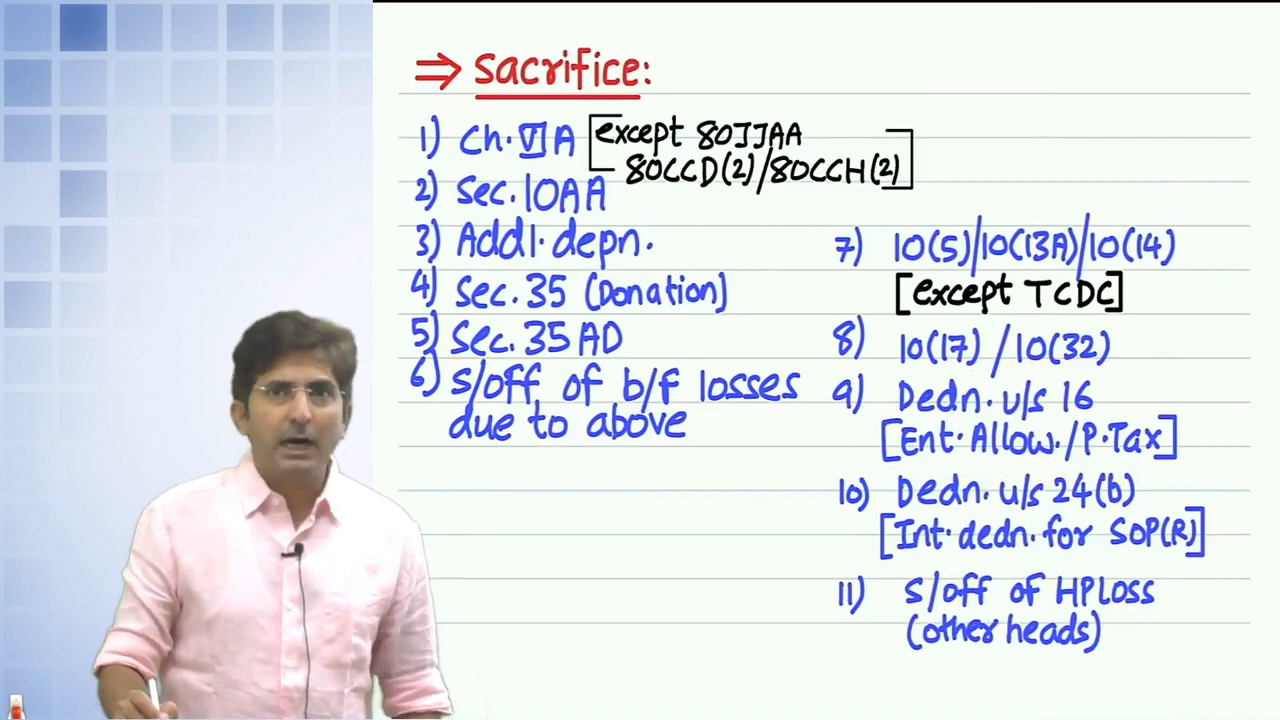 ⇒ Sacrifice:
1) Ch. VI A [except 80JJAA
80CCD(2)/80CCH(2)]
2) Sec. 10AA
3) Addl. depn.
4) Sec. 35 (Donation)
5) Sec. 35 AD
6) S/off of b/f losses
due to above
7) 10(5)/10(13A)/10(14)
[except TCDC]
8) 10(17) / 10(32)
9) Dedn. u/s 16
[Ent. Allow. / P. Tax]
10) Dedn. u/s 24(b)
[Int. dedn. for SOP(R)]
11) S/off of HP LOSS
(other heads)